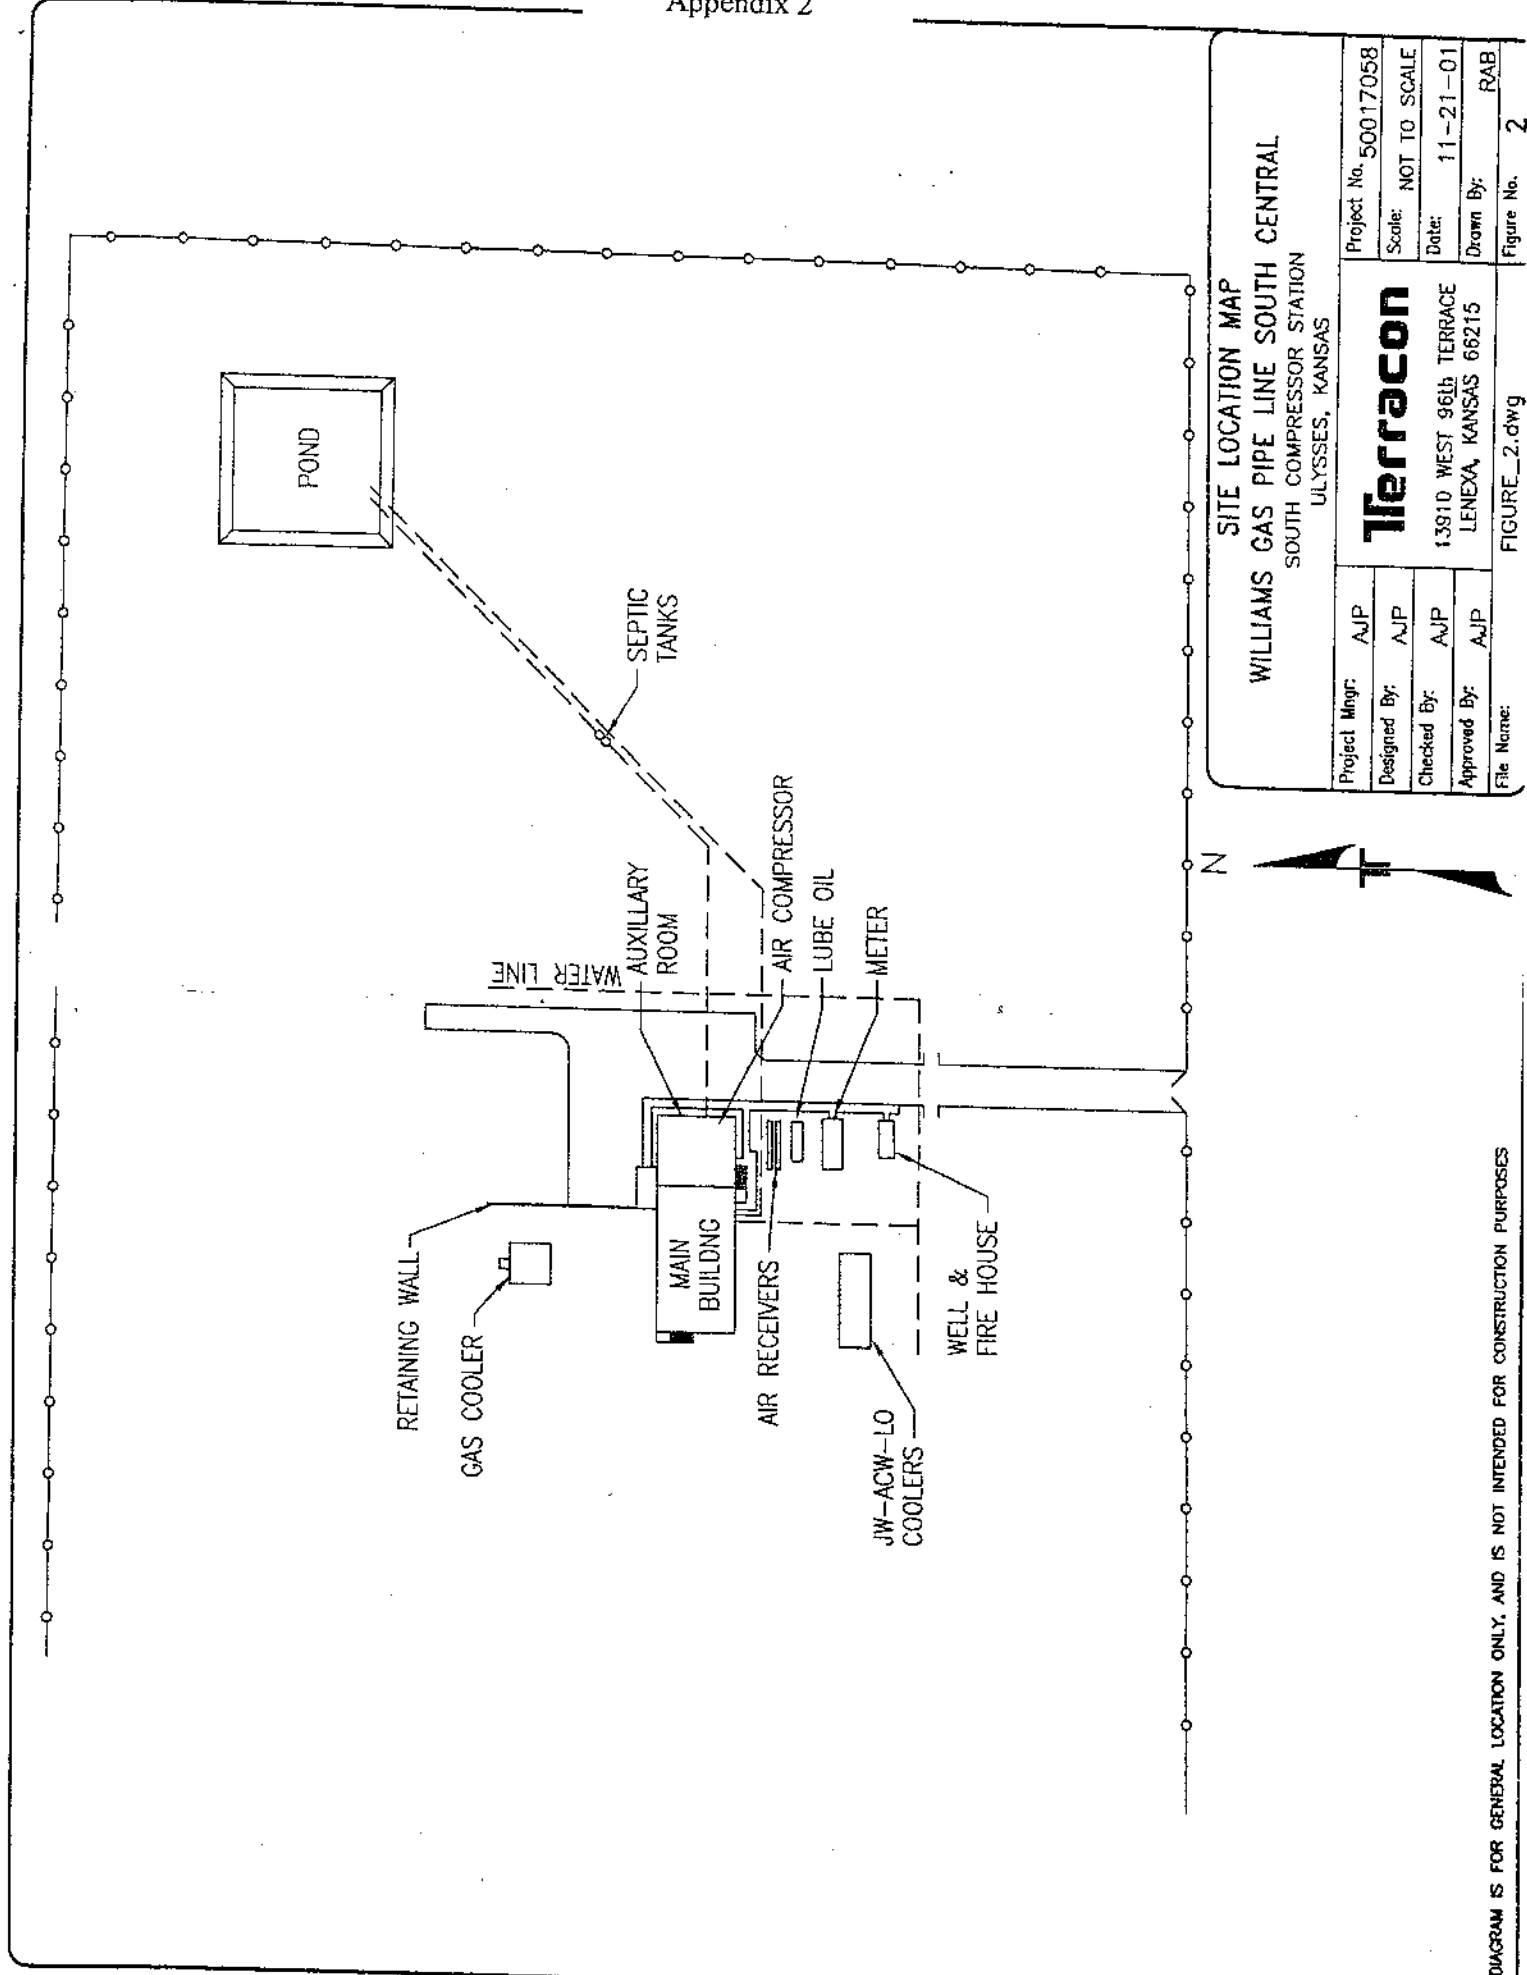 Appendix 2
POND
SEPTIC
TANKS
WATER LINE
AUXILLARY
ROOM
AIR COMPRESSOR
LUBE OIL
METER
RETAINING WALL
GAS COOLER
MAIN
BUILDNG
AIR RECEIVERS
WELL &
FIRE HOUSE
JW-ACW-LO
COOLERS
N
SITE LOCATION MAP
WILLIAMS GAS PIPE LINE SOUTH CENTRAL
SOUTH COMPRESSOR STATION
ULYSSES, KANSAS
Project Mngr: AJP
Designed By: AJP
Checked By: AJP
Approved By: AJP
File Name: FIGURE_2.dwg
Terracon
13910 WEST 96th TERRACE
LENEXA, KANSAS 66215
Project No. 50017058
Scale: NOT TO SCALE
Date: 11-21-01
Drawn By: RAB
Figure No. 2
DIAGRAM IS FOR GENERAL LOCATION ONLY, AND IS NOT INTENDED FOR CONSTRUCTION PURPOSES